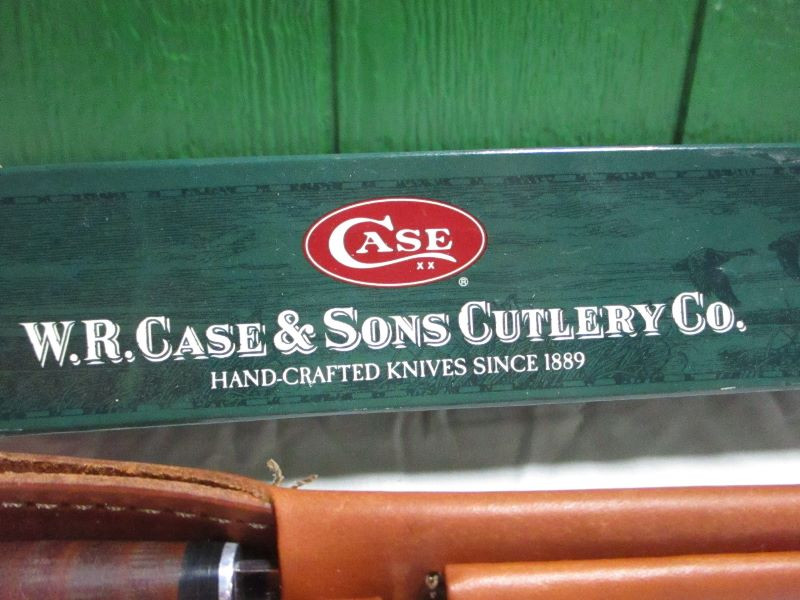 CASE
XX
®
W.R. CASE & SONS CUTLERY CO.
HAND-CRAFTED KNIVES SINCE 1889